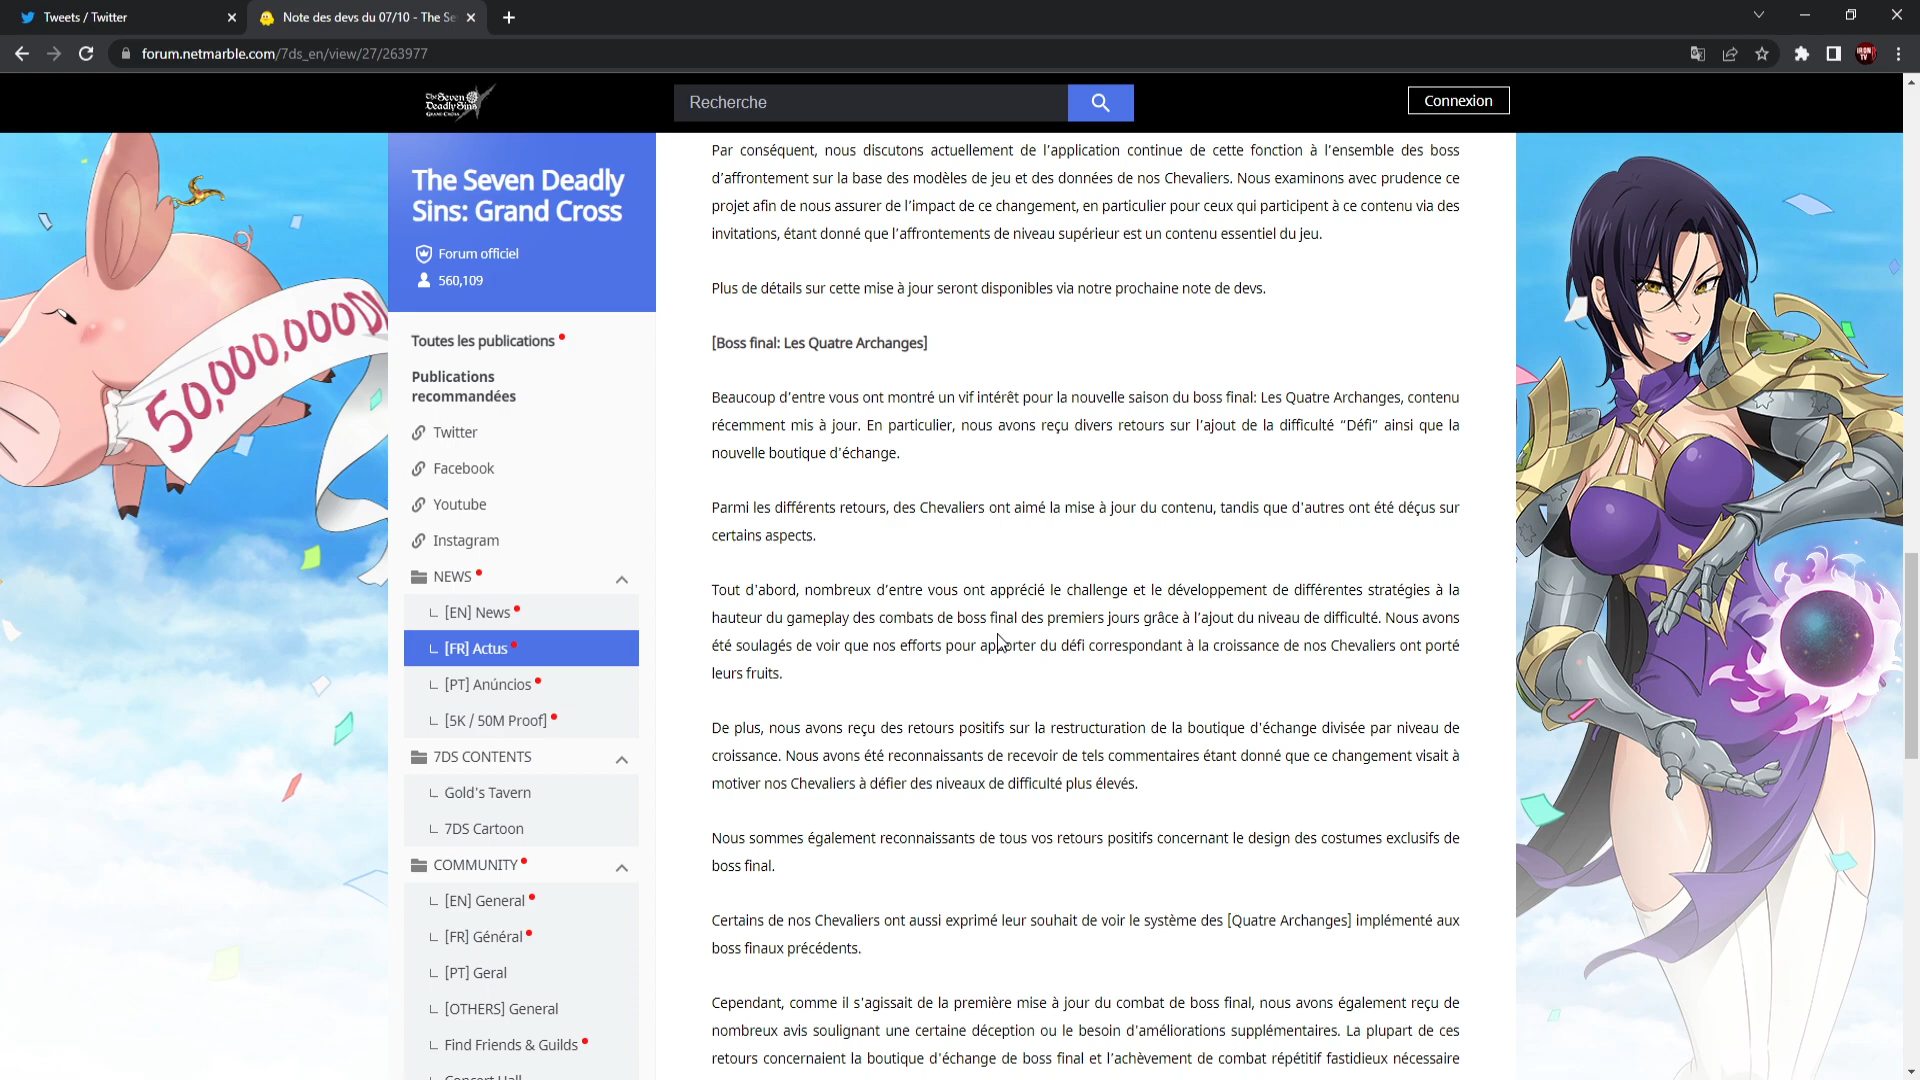 Tweets / Twitter
Note des devs du 07/10 - The Se
forum.netmarble.com/7ds_en/view/27/263977
The Seven
Deadly Sins
GRAND CROSS
Recherche
Connexion
50,000,000
The Seven Deadly
Sins: Grand Cross
Forum officiel
560,109
Toutes les publications
Publications
recommandées
Twitter
Facebook
Youtube
Instagram
NEWS
[EN] News
[FR] Actus
[PT] Anúncios
[5K / 50M Proof]
7DS CONTENTS
Gold's Tavern
7DS Cartoon
COMMUNITY
[EN] General
[FR] Général
[PT] Geral
[OTHERS] General
Find Friends & Guilds
Par conséquent, nous discutons actuellement de l'application continue de cette fonction à l'ensemble des boss
d'affrontement sur la base des modèles de jeu et des données de nos Chevaliers. Nous examinons avec prudence ce
projet afin de nous assurer de l'impact de ce changement, en particulier pour ceux qui participent à ce contenu via des
invitations, étant donné que l'affrontements de niveau supérieur est un contenu essentiel du jeu.
Plus de détails sur cette mise à jour seront disponibles via notre prochaine note de devs.
[Boss final: Les Quatre Archanges]
Beaucoup d'entre vous ont montré un vif intérêt pour la nouvelle saison du boss final: Les Quatre Archanges, contenu
récemment mis à jour. En particulier, nous avons reçu divers retours sur l'ajout de la difficulté “Défi” ainsi que la
nouvelle boutique d'échange.
Parmi les différents retours, des Chevaliers ont aimé la mise à jour du contenu, tandis que d'autres ont été déçus sur
certains aspects.
Tout d'abord, nombreux d'entre vous ont apprécié le challenge et le développement de différentes stratégies à la
hauteur du gameplay des combats de boss final des premiers jours grâce à l'ajout du niveau de difficulté. Nous avons
été soulagés de voir que nos efforts pour apporter du défi correspondant à la croissance de nos Chevaliers ont porté
leurs fruits.
De plus, nous avons reçu des retours positifs sur la restructuration de la boutique d'échange divisée par niveau de
croissance. Nous avons été reconnaissants de recevoir de tels commentaires étant donné que ce changement visait à
motiver nos Chevaliers à défier des niveaux de difficulté plus élevés.
Nous sommes également reconnaissants de tous vos retours positifs concernant le design des costumes exclusifs de
boss final.
Certains de nos Chevaliers ont aussi exprimé leur souhait de voir le système des [Quatre Archanges] implémenté aux
boss finaux précédents.
Cependant, comme il s'agissait de la première mise à jour du combat de boss final, nous avons également reçu de
nombreux avis soulignant une certaine déception ou le besoin d'améliorations supplémentaires. La plupart de ces
retours concernaient la boutique d'échange de boss final et l'achèvement de combat répétitif fastidieux nécessaire